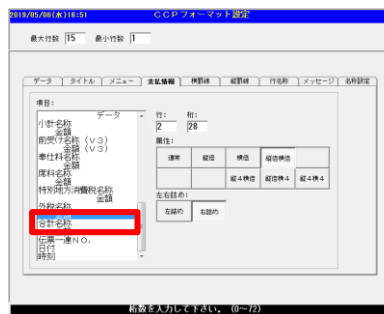 2019/05/08(水)16:51 CCPフォーマット設定
最大行数 15 最小行数 1
データ タイトル メニュー 支払情報 横罫線 縦罫線 行名称 メッセージ 名称設定
項目:
行: 桁:
データ
2 28
小計名称
金額
属性:
前受け名称(V3)
金額(V3)
通常 縦倍 横倍 縦倍横倍
奉仕料名称
金額
席料名称
縦4横倍 縦倍横4 縦4横4
金額
特別地方消費税名称
金額
左右詰め:
外税名称
左詰め 右詰め
合計名称
伝票一連NO.
日付
時刻
桁数を入力して下さい。(0~72)